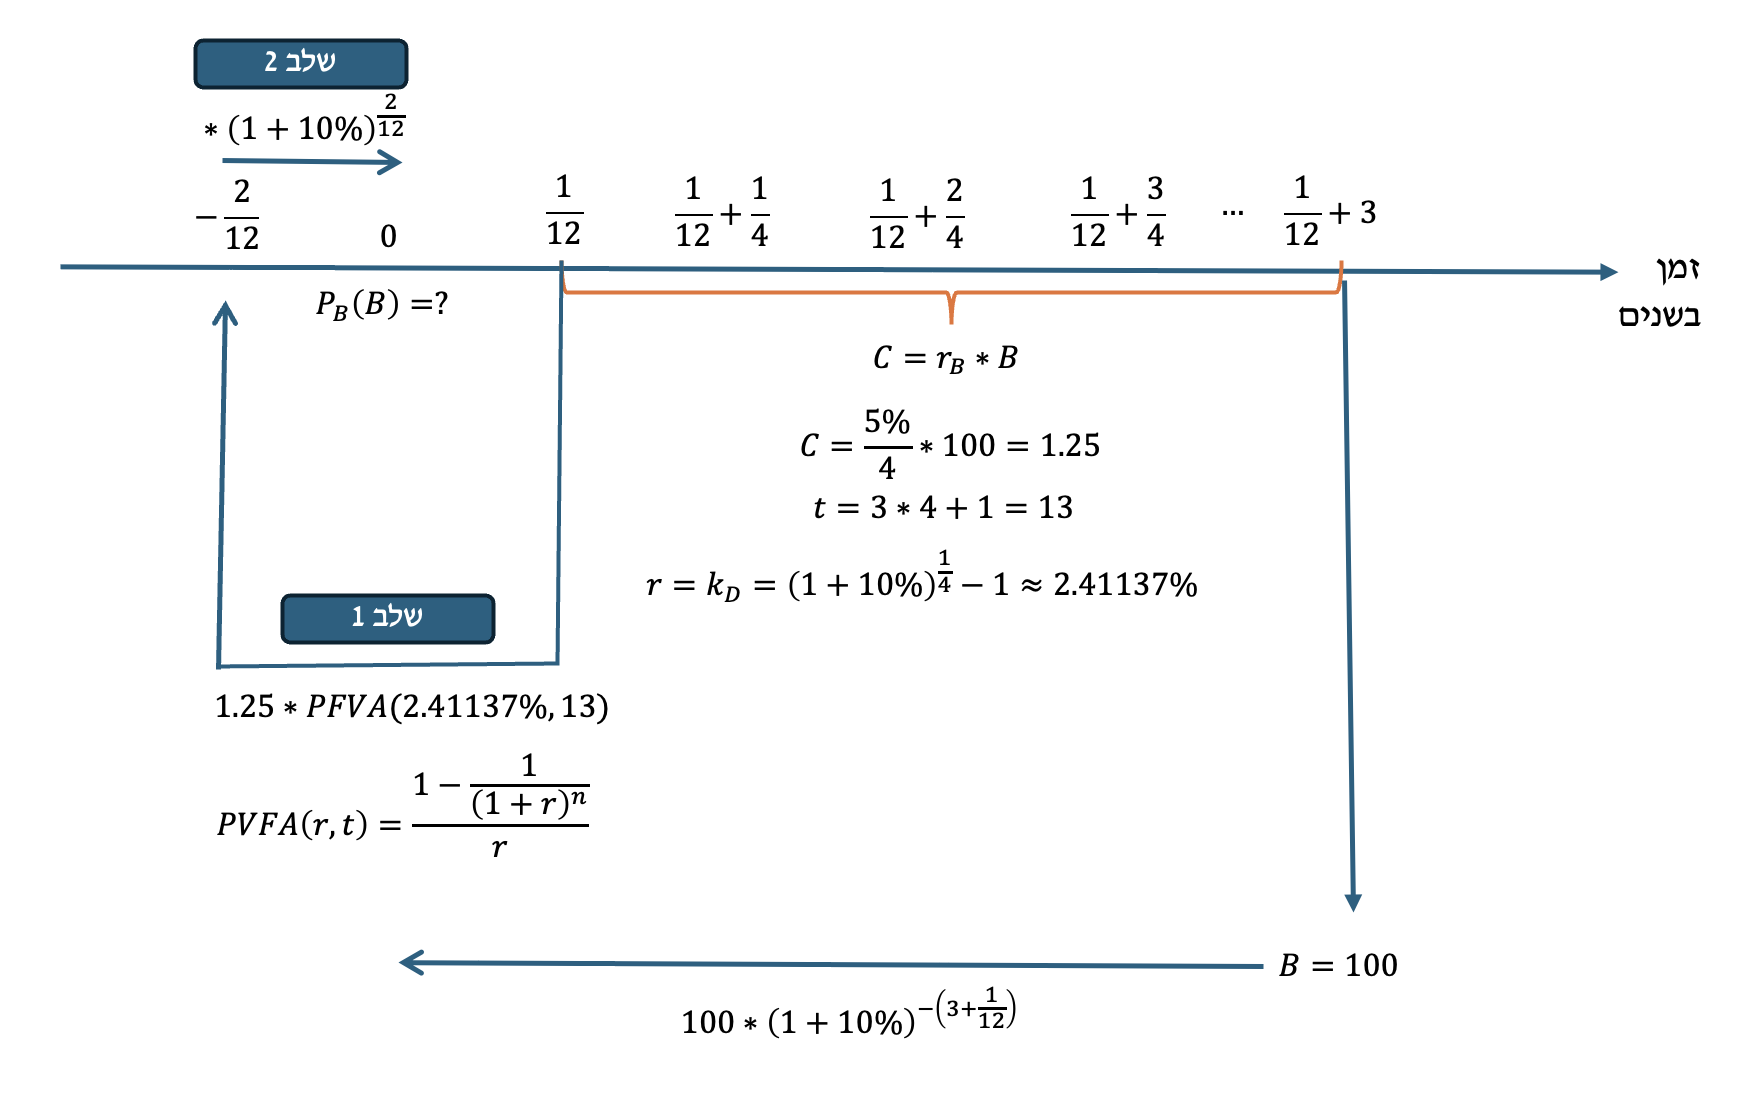 שלב 2
∗ (1 + 10%)^(2/12)
−2/12
0
1/12
1/12 + 1/4
1/12 + 2/4
1/12 + 3/4
...
1/12 + 3
זמן
בשנים
P_B(B) =?
C = r_B ∗ B
C = 5%/4 ∗ 100 = 1.25
t = 3 ∗ 4 + 1 = 13
r = k_D = (1 + 10%)^(1/4) − 1 ≈ 2.41137%
שלב 1
1.25 ∗ PFVA(2.41137%, 13)
PVFA(r, t) = (1 − 1/(1 + r)^n)/r
B = 100
100 ∗ (1 + 10%)^(−(3+1/12))